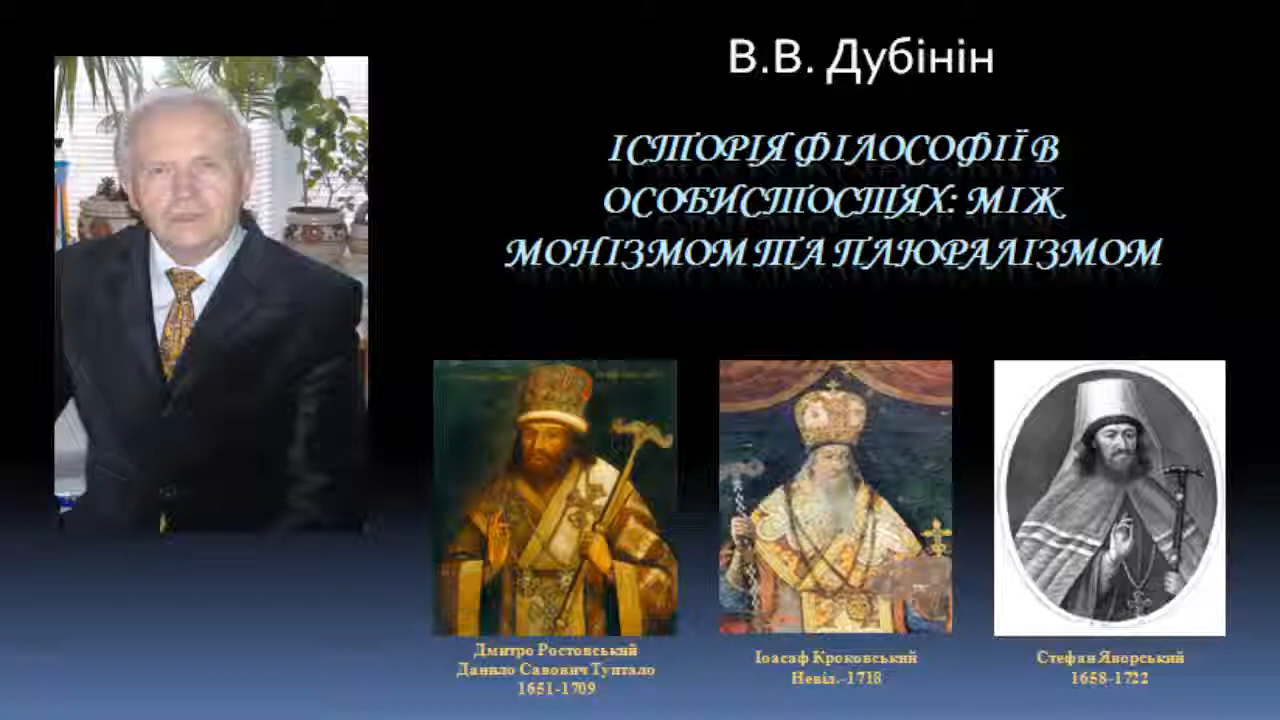 В.В. Дубінін
ІСТОРІЯ ФІЛОСОФІЇ В
ОСОБИСТОСТЯХ: МІЖ
МОНІЗМОМ ТА ПЛЮРАЛІЗМОМ
Дмитро Ростовський
Данило Савович Туптало
1651-1709
Іоасаф Кроковський
Невід.-1718
Стефан Яворський
1658-1722